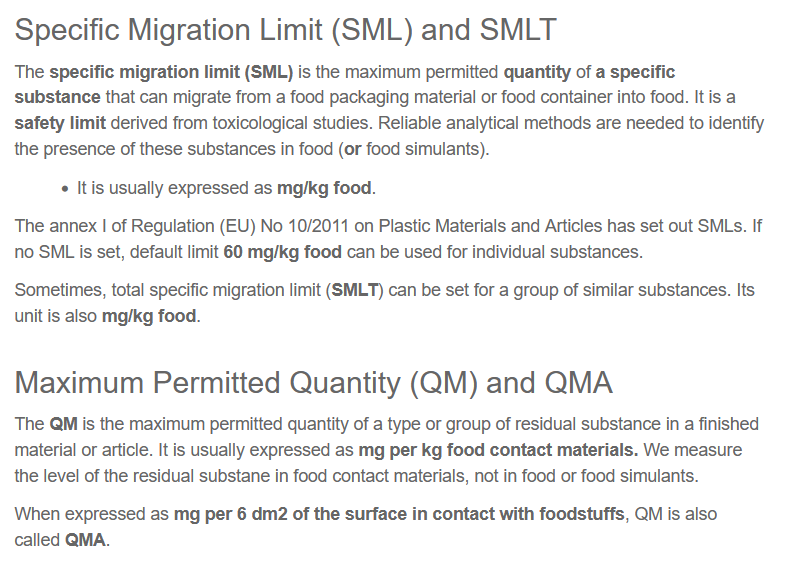 Specific Migration Limit (SML) and SMLT
The specific migration limit (SML) is the maximum permitted quantity of a specific
substance that can migrate from a food packaging material or food container into food. It is a
safety limit derived from toxicological studies. Reliable analytical methods are needed to identify
the presence of these substances in food (or food simulants).
• It is usually expressed as mg/kg food.
The annex I of Regulation (EU) No 10/2011 on Plastic Materials and Articles has set out SMLs. If
no SML is set, default limit 60 mg/kg food can be used for individual substances.
Sometimes, total specific migration limit (SMLT) can be set for a group of similar substances. Its
unit is also mg/kg food.
Maximum Permitted Quantity (QM) and QMA
The QM is the maximum permitted quantity of a type or group of residual substance in a finished
material or article. It is usually expressed as mg per kg food contact materials. We measure
the level of the residual substane in food contact materials, not in food or food simulants.
When expressed as mg per 6 dm2 of the surface in contact with foodstuffs, QM is also
called QMA.